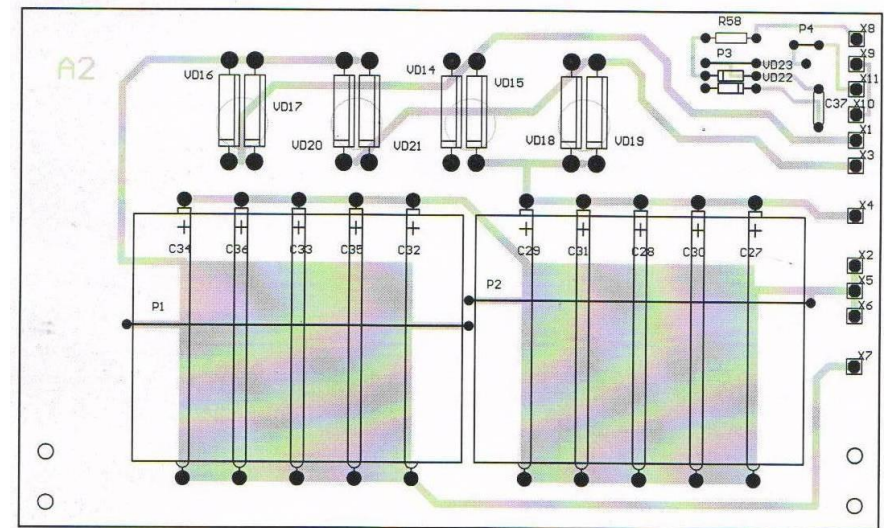 A2
R58
P4
X8
X9
P3
VD23
VD22
X11
C37
X10
X1
X3
VD16
VD17
VD20
VD21
VD14
VD15
VD18
VD19
X4
C34
C36
C33
C35
C32
C29
C31
C28
C30
C27
X2
X5
X6
P1
P2
X7